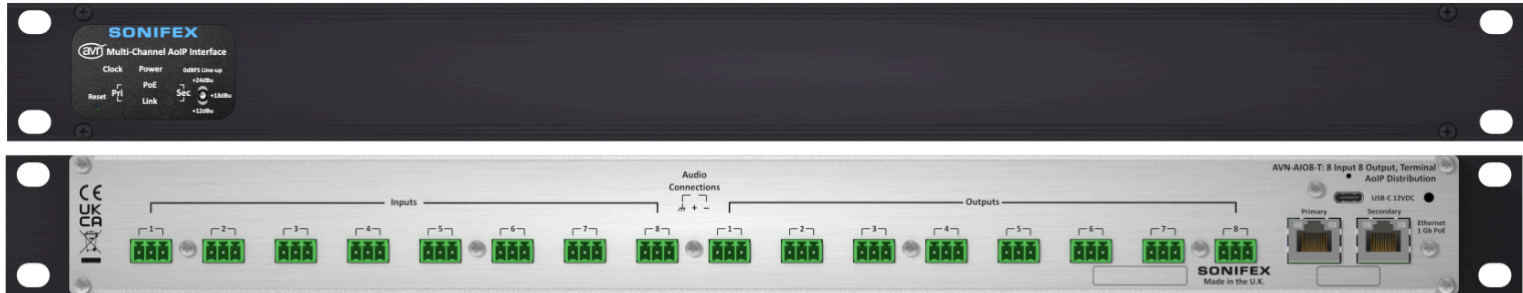 SONIFEX
avn Multi-Channel AoIP Interface
Clock Power 0dBFS Line-up
+24dBu
PoE
Reset Pri Sec +18dBu
Link
+12dBu
AVN-AIO8-T: 8 Input 8 Output, Terminal
AoIP Distribution
CE
UK
CA
Audio
Connections
+ −
Inputs
Outputs
USB-C 12VDC
Primary Secondary
Ethernet
1 Gb PoE
1 2 3 4 5 6 7 8 1 2 3 4 5 6 7 8
SONIFEX
Made in the U.K.